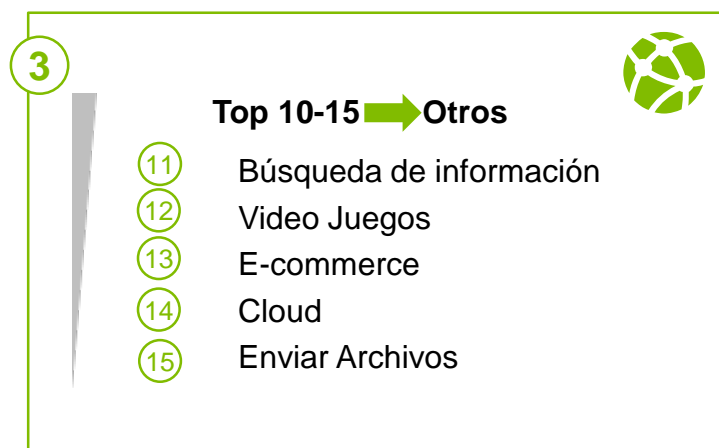 3
Top 10-15 Otros
11 Búsqueda de información
12 Video Juegos
13 E-commerce
14 Cloud
15 Enviar Archivos